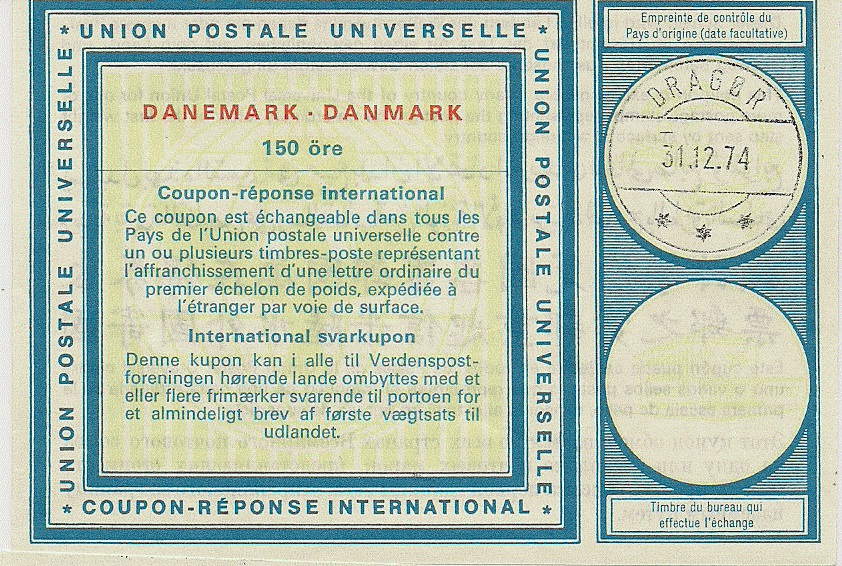 * UNION POSTALE UNIVERSELLE *
UNION POSTALE UNIVERSELLE
UNION POSTALE UNIVERSELLE
DANEMARK · DANMARK
150 öre
Coupon-réponse international
Ce coupon est échangeable dans tous les
Pays de l'Union postale universelle contre
un ou plusieurs timbres-poste représentant
l'affranchissement d'une lettre ordinaire du
premier échelon de poids, expédiée à
l'étranger par voie de surface.
International svarkupon
Denne kupon kan i alle til Verdenspost-
foreningen hørende lande ombyttes med et
eller flere frimærker svarende til portoen for
et almindeligt brev af første vægtsats til
udlandet.
* COUPON-RÉPONSE INTERNATIONAL *
Empreinte de contrôle du
Pays d'origine (date facultative)
DRAGØR
31.12.74
* * *
Timbre du bureau qui
effectue l'échange